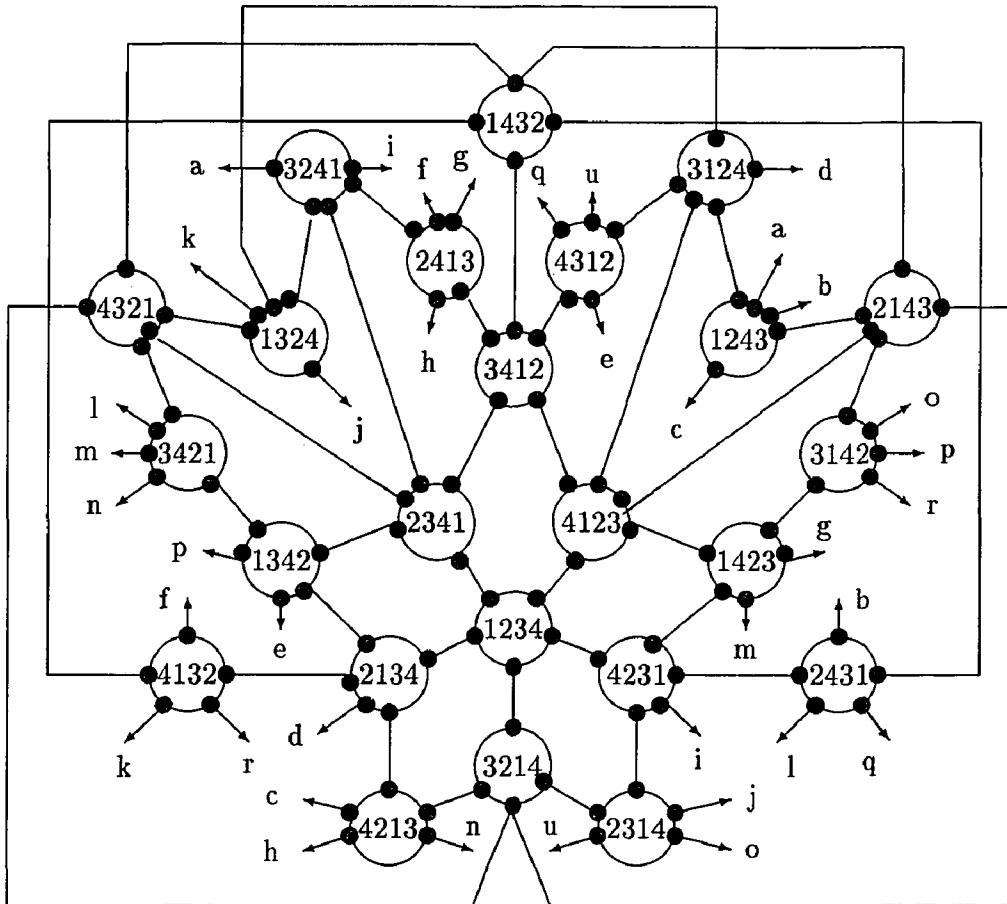 1432
a 3241 i f g q u 3124 d
k 2413 4312 a
4321 1324 h 3412 e 1243 b 2143
l j c o
m 3421 3142 p
n 2341 4123 r
p 1342 1423 g
f e 1234 m b
4132 2134 4231 2431
k r d 3214 i l q
c 4213 n u 2314 j
h o